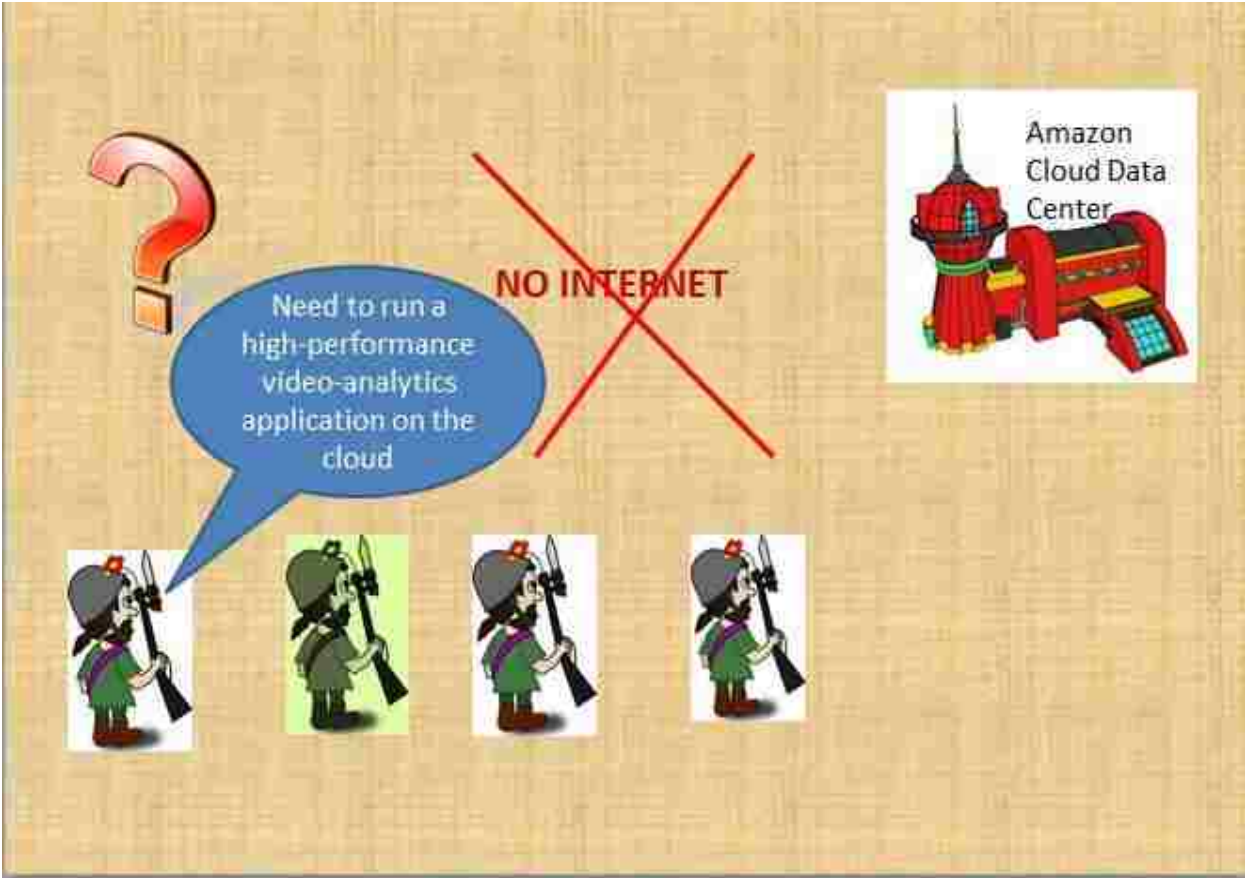 Amazon
Cloud Data
Center
NO INTERNET
Need to run a
high-performance
video-analytics
application on the
cloud